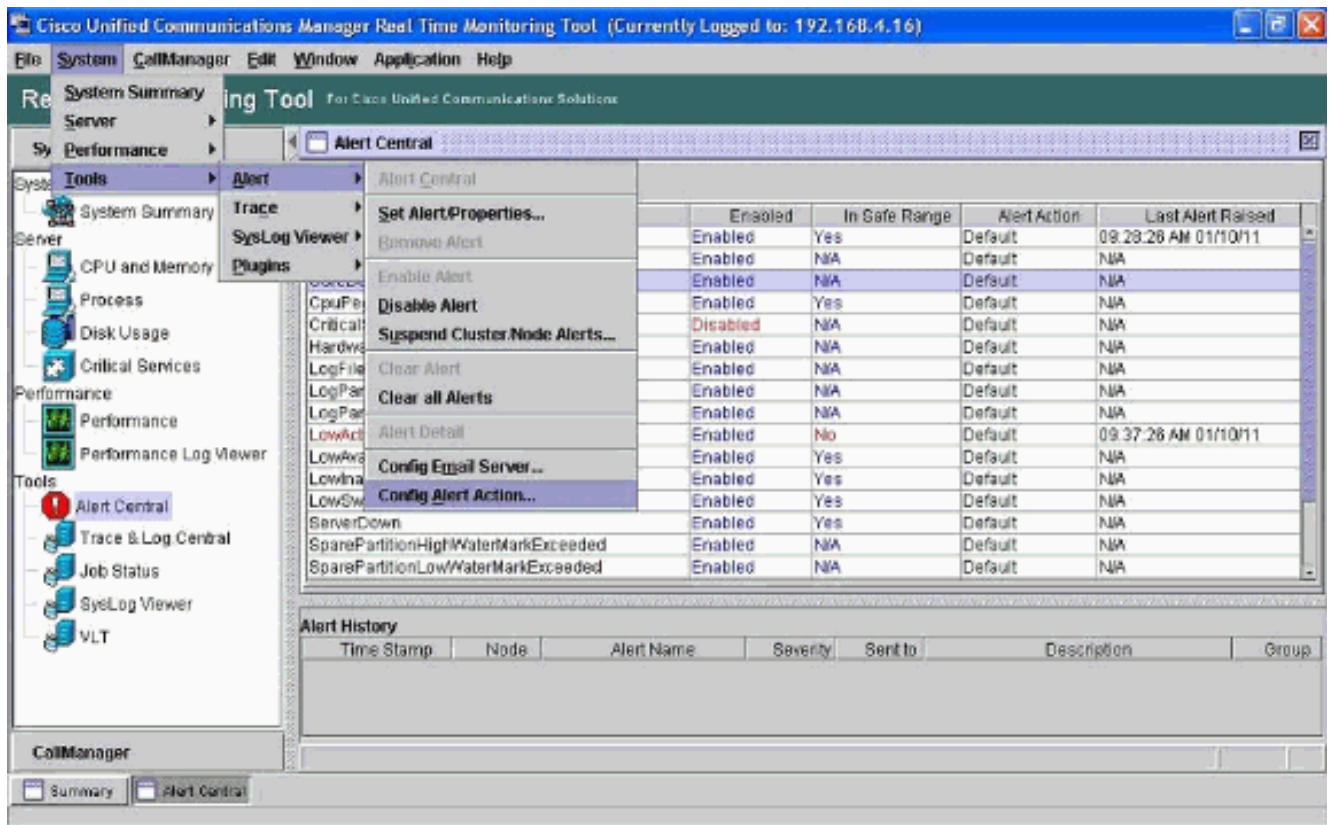 Cisco Unified Communications Manager Real Time Monitoring Tool (Currently Logged to: 192.168.4.16)
File System CallManager Edit Window Application Help
Re ing Tool For Cisco Unified Communications Solutions
System Summary
Server
Performance
Tools
Alert
Trace
SysLog Viewer
Plugins
Alert Central
Set Alert/Properties...
Remove Alert
Enable Alert
Disable Alert
Suspend Cluster/Node Alerts...
Clear Alert
Clear all Alerts
Alert Detail
Config Email Server...
Config Alert Action...
Sy
Syste
System Summary
Server
CPU and Memory
Process
Disk Usage
Critical Services
Performance
Performance
Performance Log Viewer
Tools
Alert Central
Trace & Log Central
Job Status
SysLog Viewer
VLT
CallManager
Alert Central
Enabled In Safe Range Alert Action Last Alert Raised
Enabled Yes Default 09:28:26 AM 01/10/11
Enabled N/A Default N/A
Enabled N/A Default N/A
CpuPe Enabled Yes Default N/A
Critical Disabled N/A Default N/A
Hardwa Enabled N/A Default N/A
LogFile Enabled N/A Default N/A
LogPar Enabled N/A Default N/A
LogPar Enabled N/A Default N/A
LowAct Enabled No Default 09:37:26 AM 01/10/11
LowAva Enabled Yes Default N/A
LowIna Enabled Yes Default N/A
LowSw Enabled Yes Default N/A
ServerDown Enabled Yes Default N/A
SparePartitionHighWaterMarkExceeded Enabled N/A Default N/A
SparePartitionLowWaterMarkExceeded Enabled N/A Default N/A
Alert History
Time Stamp Node Alert Name Severity Sent to Description Group
Summary Alert Central